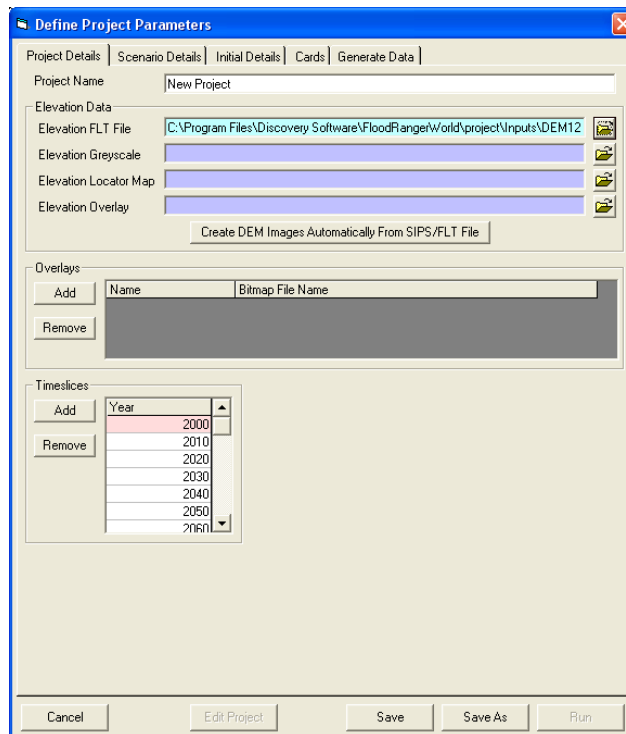 Define Project Parameters
Project Details Scenario Details Initial Details Cards Generate Data
Project Name New Project
Elevation Data
Elevation FLT File C:\Program Files\Discovery Software\FloodRangerWorld\project\Inputs\DEM12
Elevation Greyscale
Elevation Locator Map
Elevation Overlay
Create DEM Images Automatically From SIPS/FLT File
Overlays
Add Name Bitmap File Name
Remove
Timeslices
Add Year
2000
Remove 2010
2020
2030
2040
2050
2060
Cancel Edit Project Save Save As Run